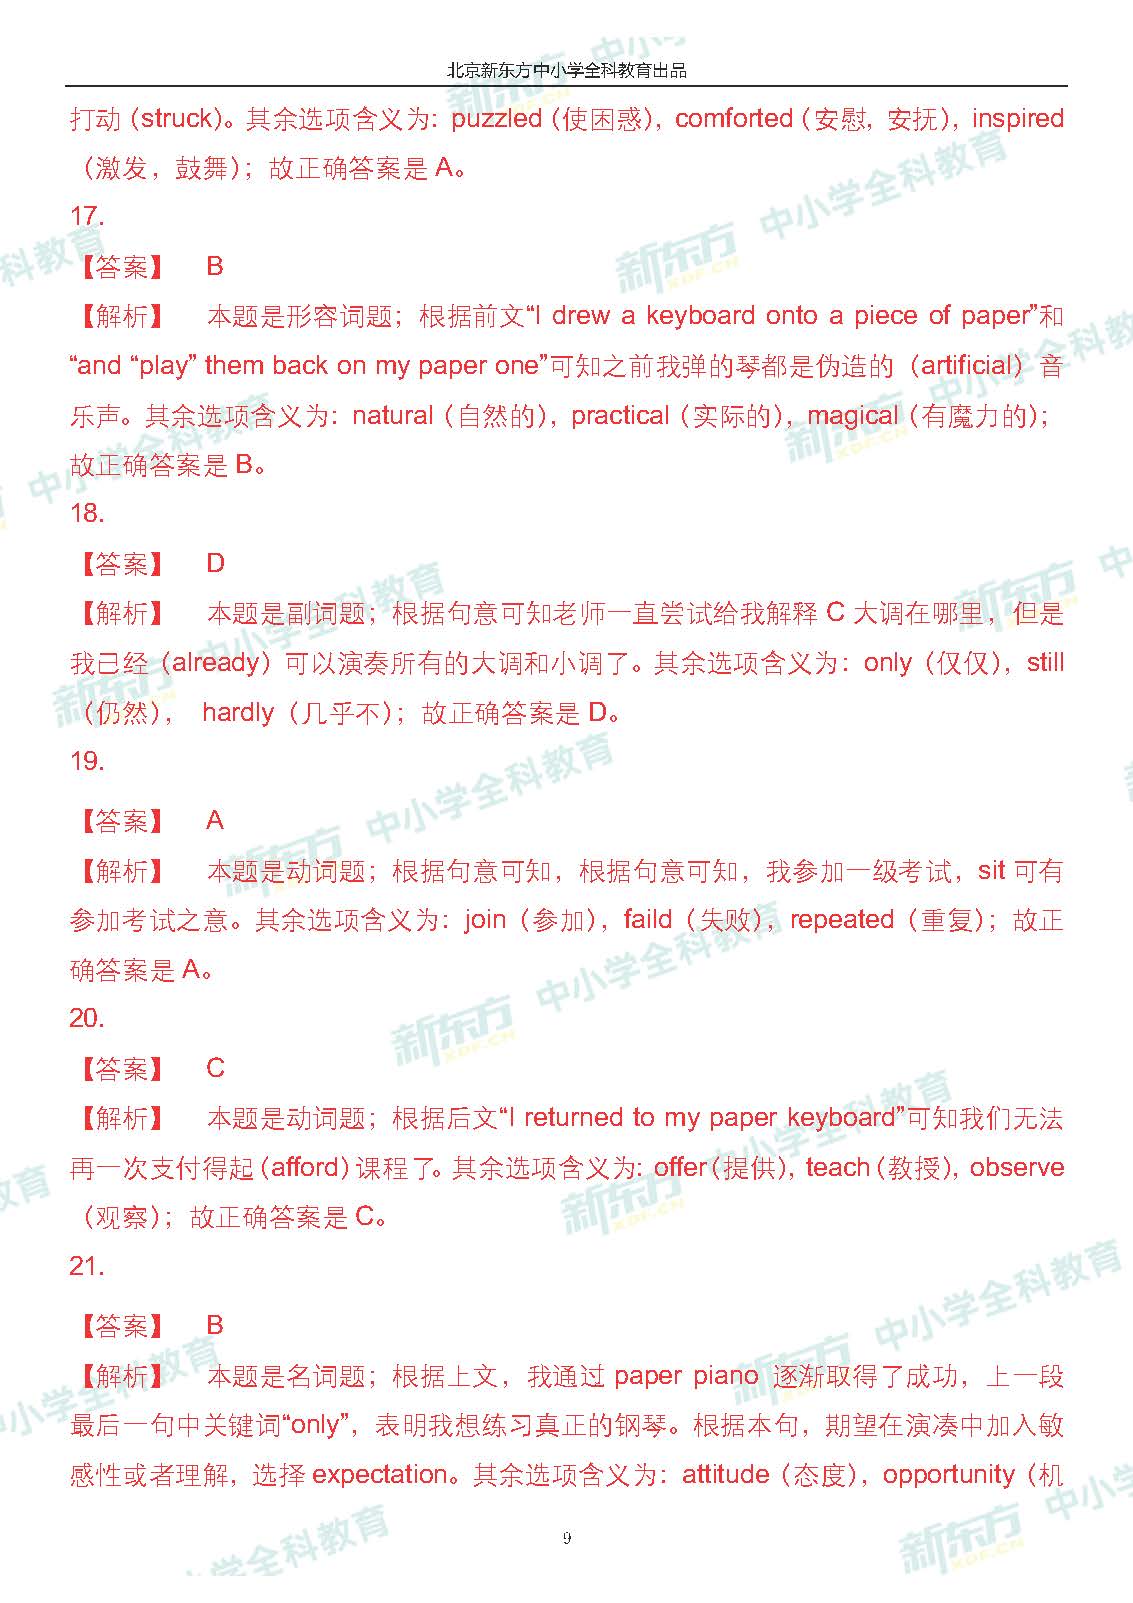 北京新东方中小学全科教育出品
打动（struck）。其余选项含义为：puzzled（使困惑），comforted（安慰，安抚），inspired
（激发，鼓舞）；故正确答案是 A。
17.
【答案】 B
【解析】 本题是形容词题；根据前文“I drew a keyboard onto a piece of paper”和
“and “play” them back on my paper one”可知之前我弹的琴都是伪造的（artificial）音
乐声。其余选项含义为：natural（自然的），practical（实际的），magical（有魔力的）；
故正确答案是 B。
18.
【答案】 D
【解析】 本题是副词题；根据句意可知老师一直尝试给我解释 C 大调在哪里，但是
我已经（already）可以演奏所有的大调和小调了。其余选项含义为：only（仅仅），still
（仍然）， hardly（几乎不）；故正确答案是 D。
19.
【答案】 A
【解析】 本题是动词题；根据句意可知，根据句意可知，我参加一级考试，sit 可有
参加考试之意。其余选项含义为：join（参加），faild（失败），repeated（重复）；故正
确答案是 A。
20.
【答案】 C
【解析】 本题是动词题；根据后文“I returned to my paper keyboard”可知我们无法
再一次支付得起（afford）课程了。其余选项含义为：offer（提供），teach（教授），observe
（观察）；故正确答案是 C。
21.
【答案】 B
【解析】 本题是名词题；根据上文，我通过 paper piano 逐渐取得了成功，上一段
最后一句中关键词“only”，表明我想练习真正的钢琴。根据本句，期望在演凑中加入敏
感性或者理解，选择 expectation。其余选项含义为：attitude（态度），opportunity（机
9